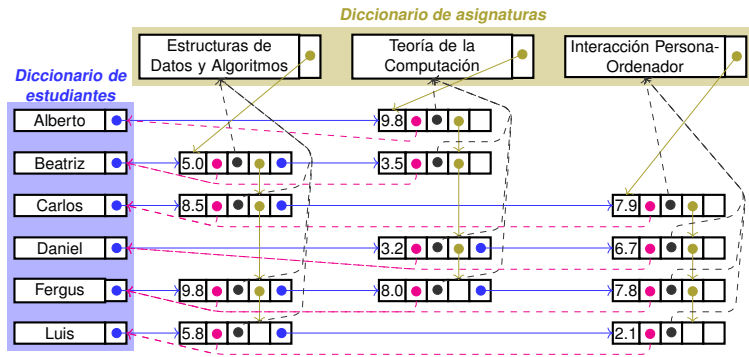 Diccionario de asignaturas
Estructuras de
Datos y Algoritmos
Teoría de la
Computación
Interacción Persona-
Ordenador
Diccionario de
estudiantes
Alberto
9.8
Beatriz
5.0
3.5
Carlos
8.5
7.9
Daniel
3.2
6.7
Fergus
9.8
8.0
7.8
Luis
5.8
2.1